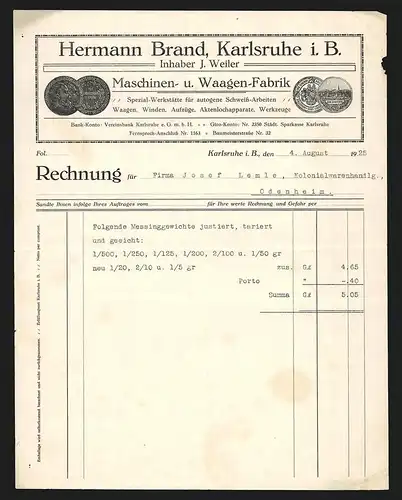 Hermann Brand, Karlsruhe i. B.
Inhaber J. Weiler
Maschinen- u. Waagen-Fabrik
Spezial-Werkstätte für autogene Schweiß-Arbeiten
Waagen, Winden, Aufzüge, Aktenlochapparate, Werkzeuge
Bank-Konto: Vereinsbank Karlsruhe e. G. m. b. H. Giro-Konto: Nr. 2350 Städt. Sparkasse Karlsruhe
Fernsprech-Anschluß Nr. 1161 Baumeisterstraße Nr. 32
Fol.
Karlsruhe i. B., den 4. August 1925
Rechnung für Firma Josef Lemle, Kolonialwarenhandlg.,
Odenheim.
Sandte Ihnen infolge Ihres Auftrages vom für Ihre werte Rechnung und Gefahr per
Folgende Messinggewichte justiert, tariert
und geeicht:
1/500, 1/250, 1/125, 1/200, 2/100 u. 1/50 gr
neu 1/20, 2/10 u. 1/5 gr zus. G# 4.65
Porto " -.40
Summa G# 5.05